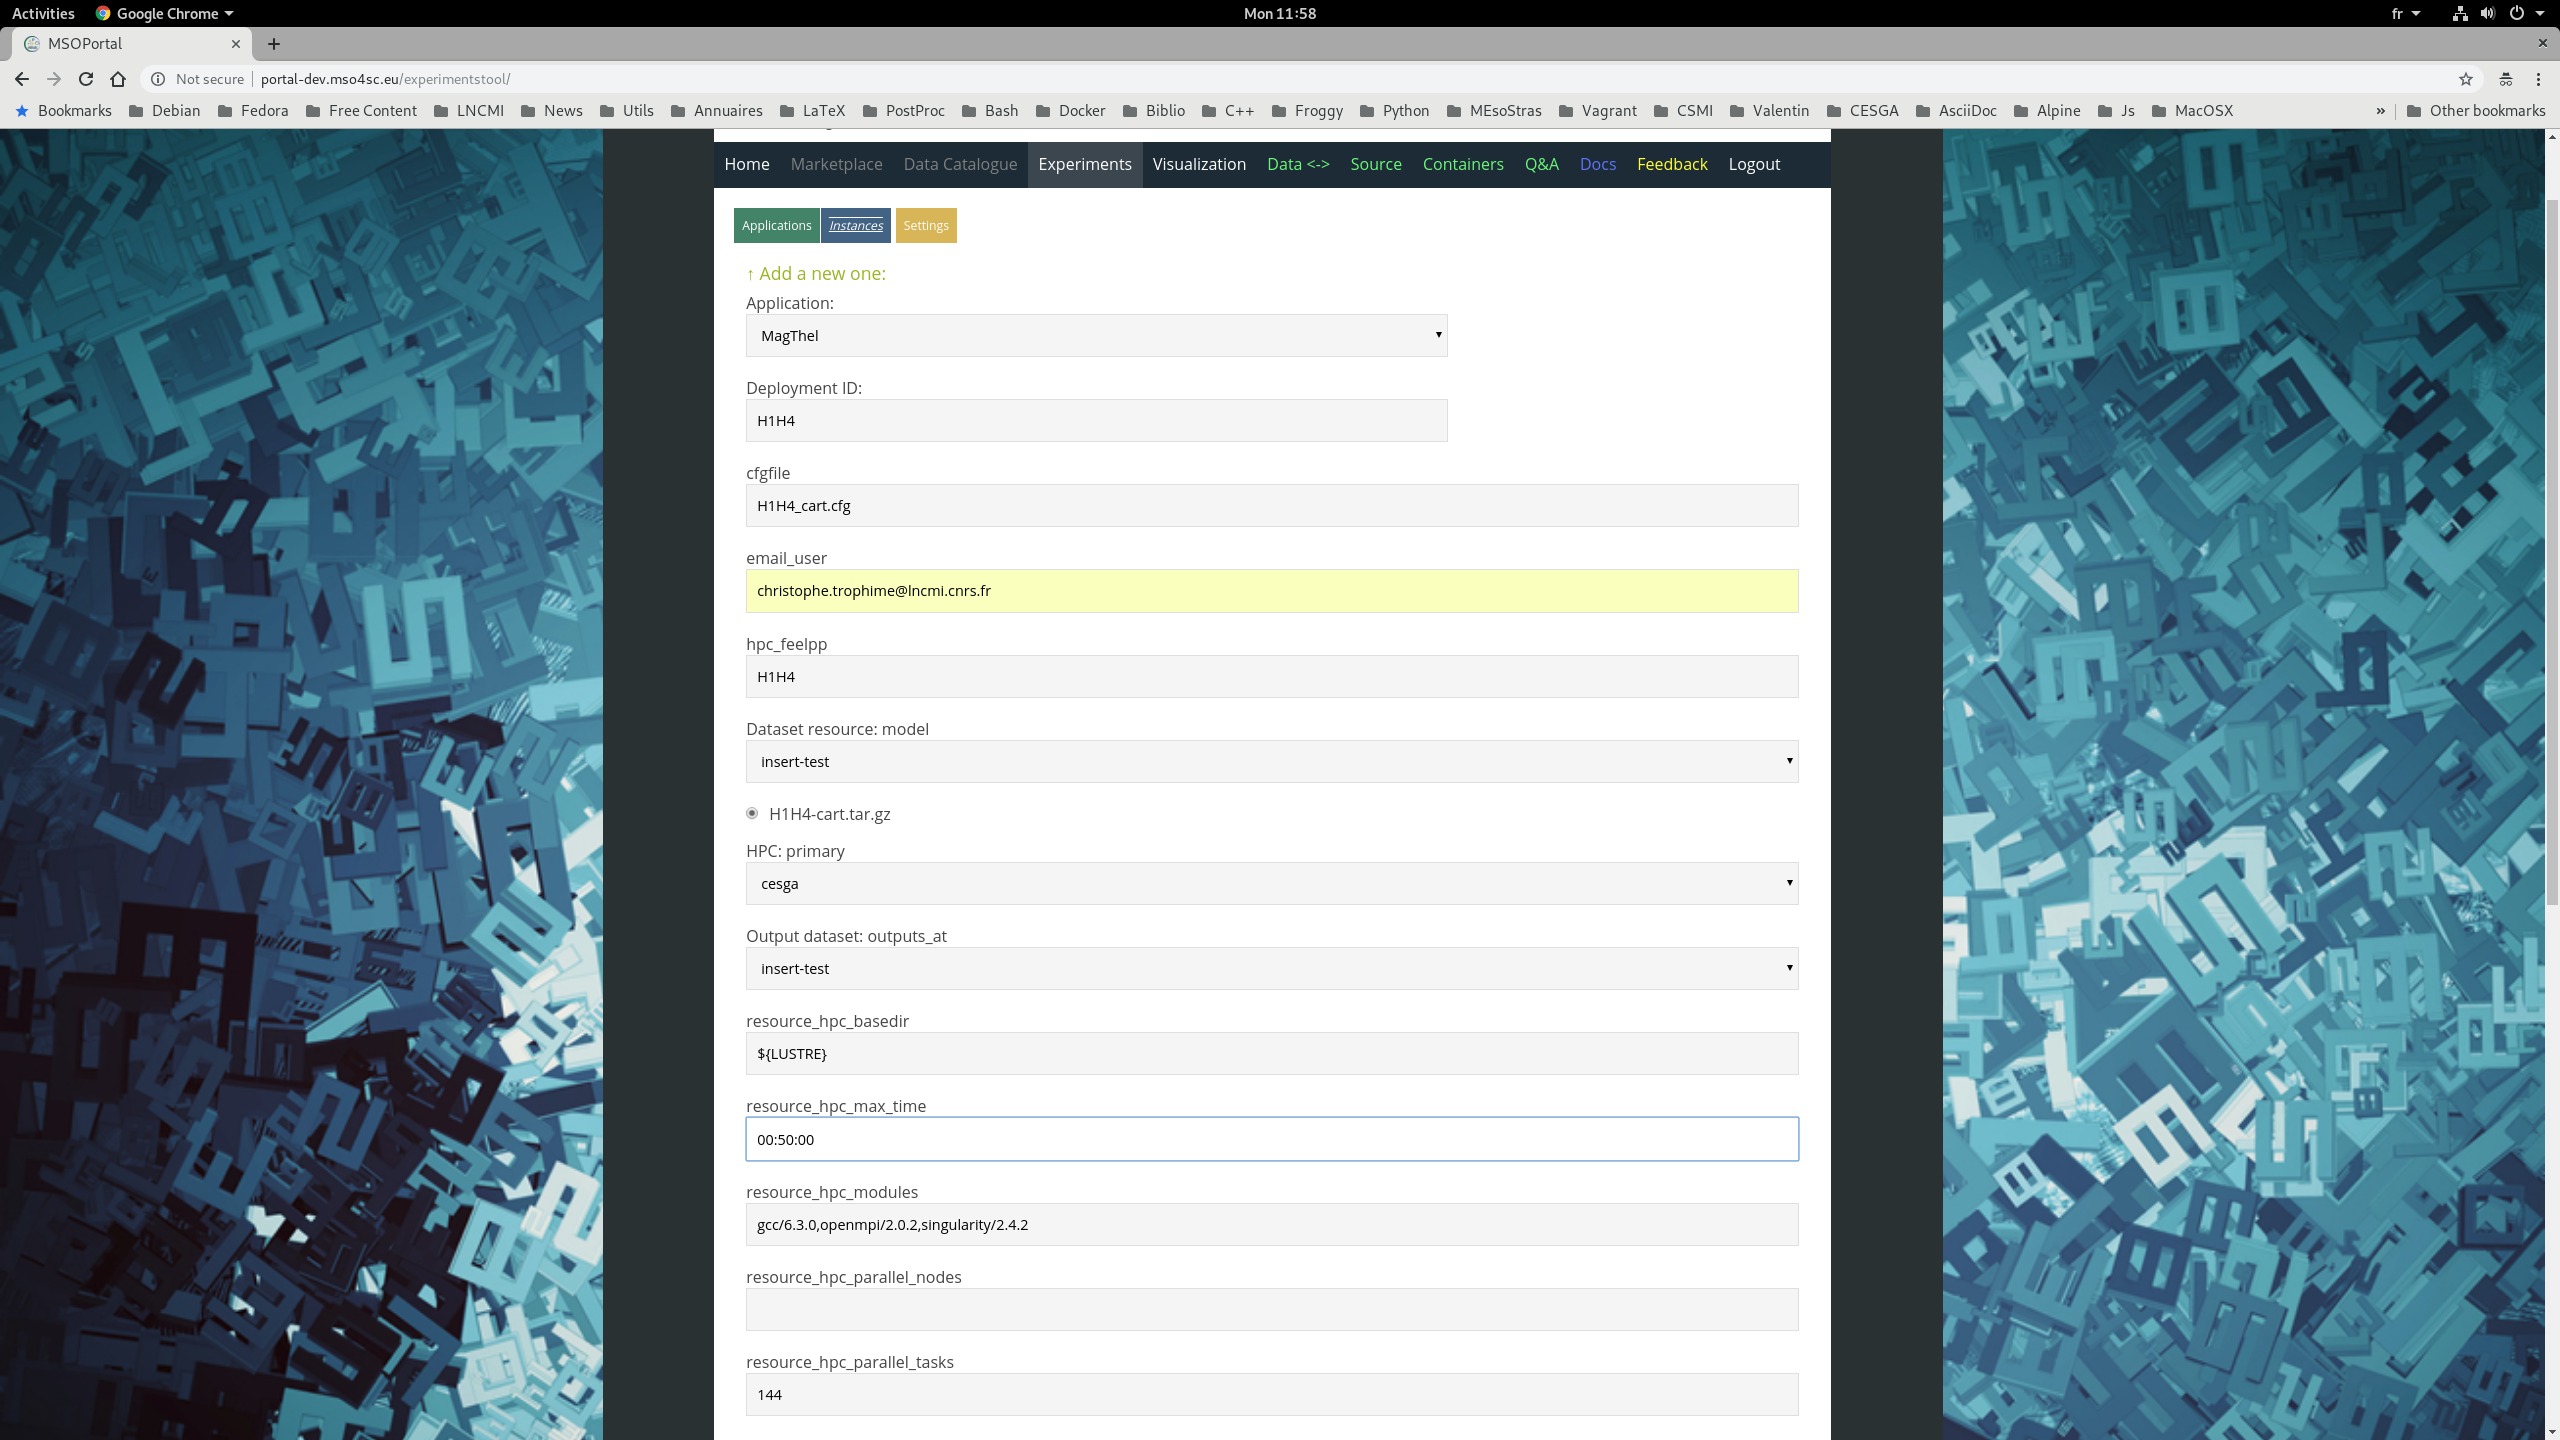 Activities Google Chrome Mon 11:58 fr
MSOPortal
Not secure portal-dev.mso4sc.eu/experimentstool/
Bookmarks Debian Fedora Free Content LNCMI News Utils Annuaires LaTeX PostProc Bash Docker Biblio C++ Froggy Python MEsoStras Vagrant CSMI Valentin CESGA AsciiDoc Alpine Js MacOSX » Other bookmarks
Home Marketplace Data Catalogue Experiments Visualization Data <-> Source Containers Q&A Docs Feedback Logout
Applications Instances Settings
↑ Add a new one:
Application:
MagThel
Deployment ID:
H1H4
cfgfile
H1H4_cart.cfg
email_user
christophe.trophime@lncmi.cnrs.fr
hpc_feelpp
H1H4
Dataset resource: model
insert-test
H1H4-cart.tar.gz
HPC: primary
cesga
Output dataset: outputs_at
insert-test
resource_hpc_basedir
${LUSTRE}
resource_hpc_max_time
00:50:00
resource_hpc_modules
gcc/6.3.0,openmpi/2.0.2,singularity/2.4.2
resource_hpc_parallel_nodes
resource_hpc_parallel_tasks
144